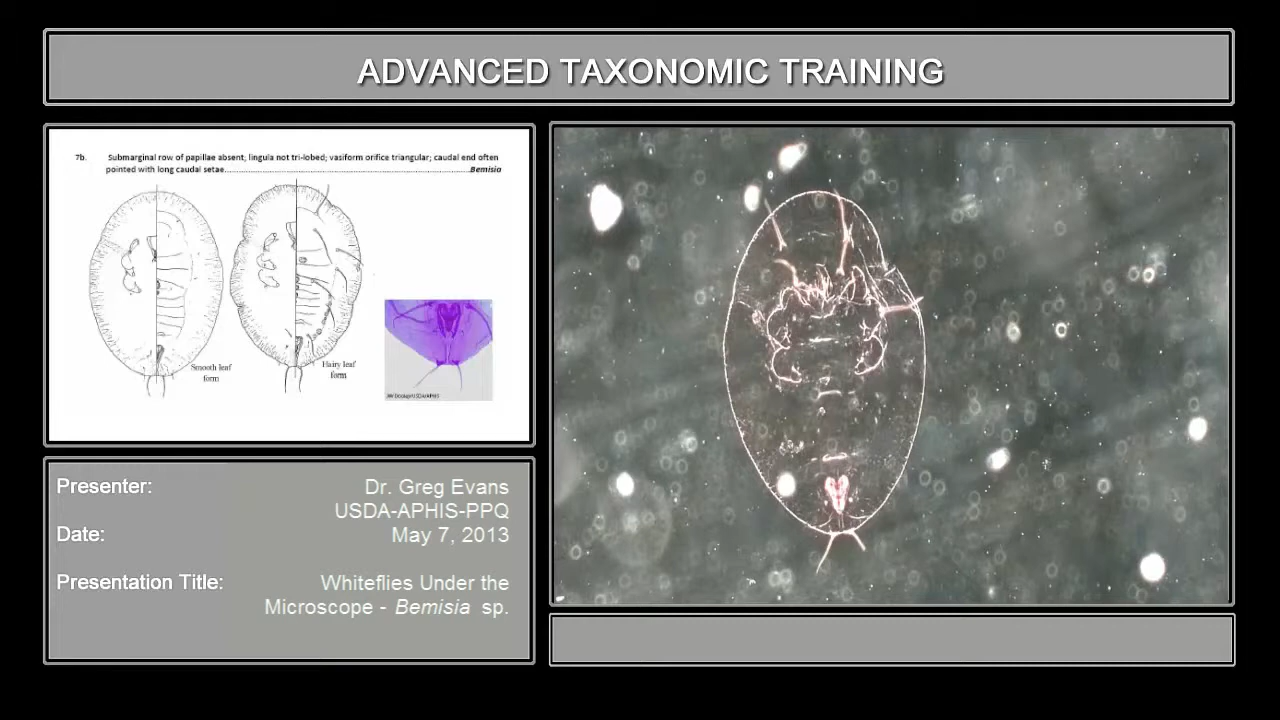 ADVANCED TAXONOMIC TRAINING
7b. Submarginal row of papillae absent; lingula not tri-lobed; vasiform orifice triangular; caudal end often
pointed with long caudal setae....................Bemisia
Smooth leaf
form
Hairy leaf
form
Presenter: Dr. Greg Evans
USDA-APHIS-PPQ
Date: May 7, 2013
Presentation Title: Whiteflies Under the
Microscope - Bemisia sp.